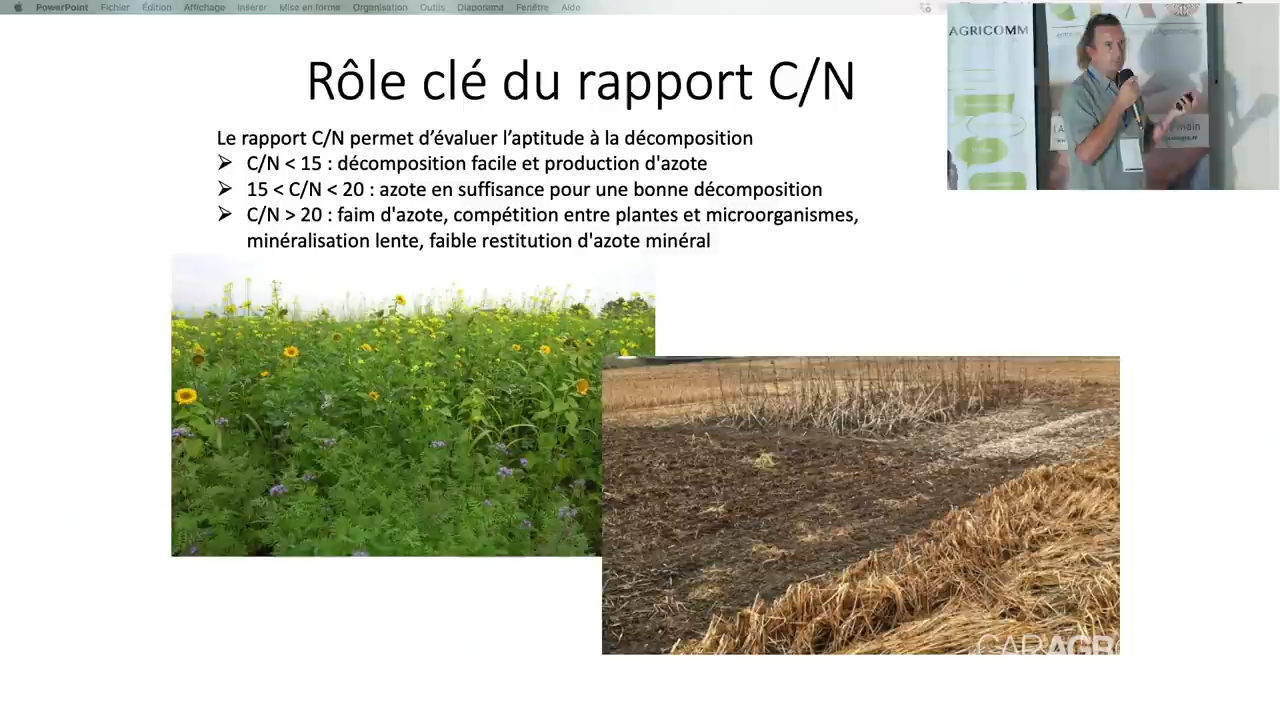 PowerPoint Fichier Édition Affichage Insérer Mise en forme Organisation Outils Diaporama Fenêtre Aide
AGRICOMM
Rôle clé du rapport C/N
Le rapport C/N permet d’évaluer l’aptitude à la décomposition
➢ C/N < 15 : décomposition facile et production d'azote
➢ 15 < C/N < 20 : azote en suffisance pour une bonne décomposition
➢ C/N > 20 : faim d'azote, compétition entre plantes et microorganismes,
minéralisation lente, faible restitution d'azote minéral